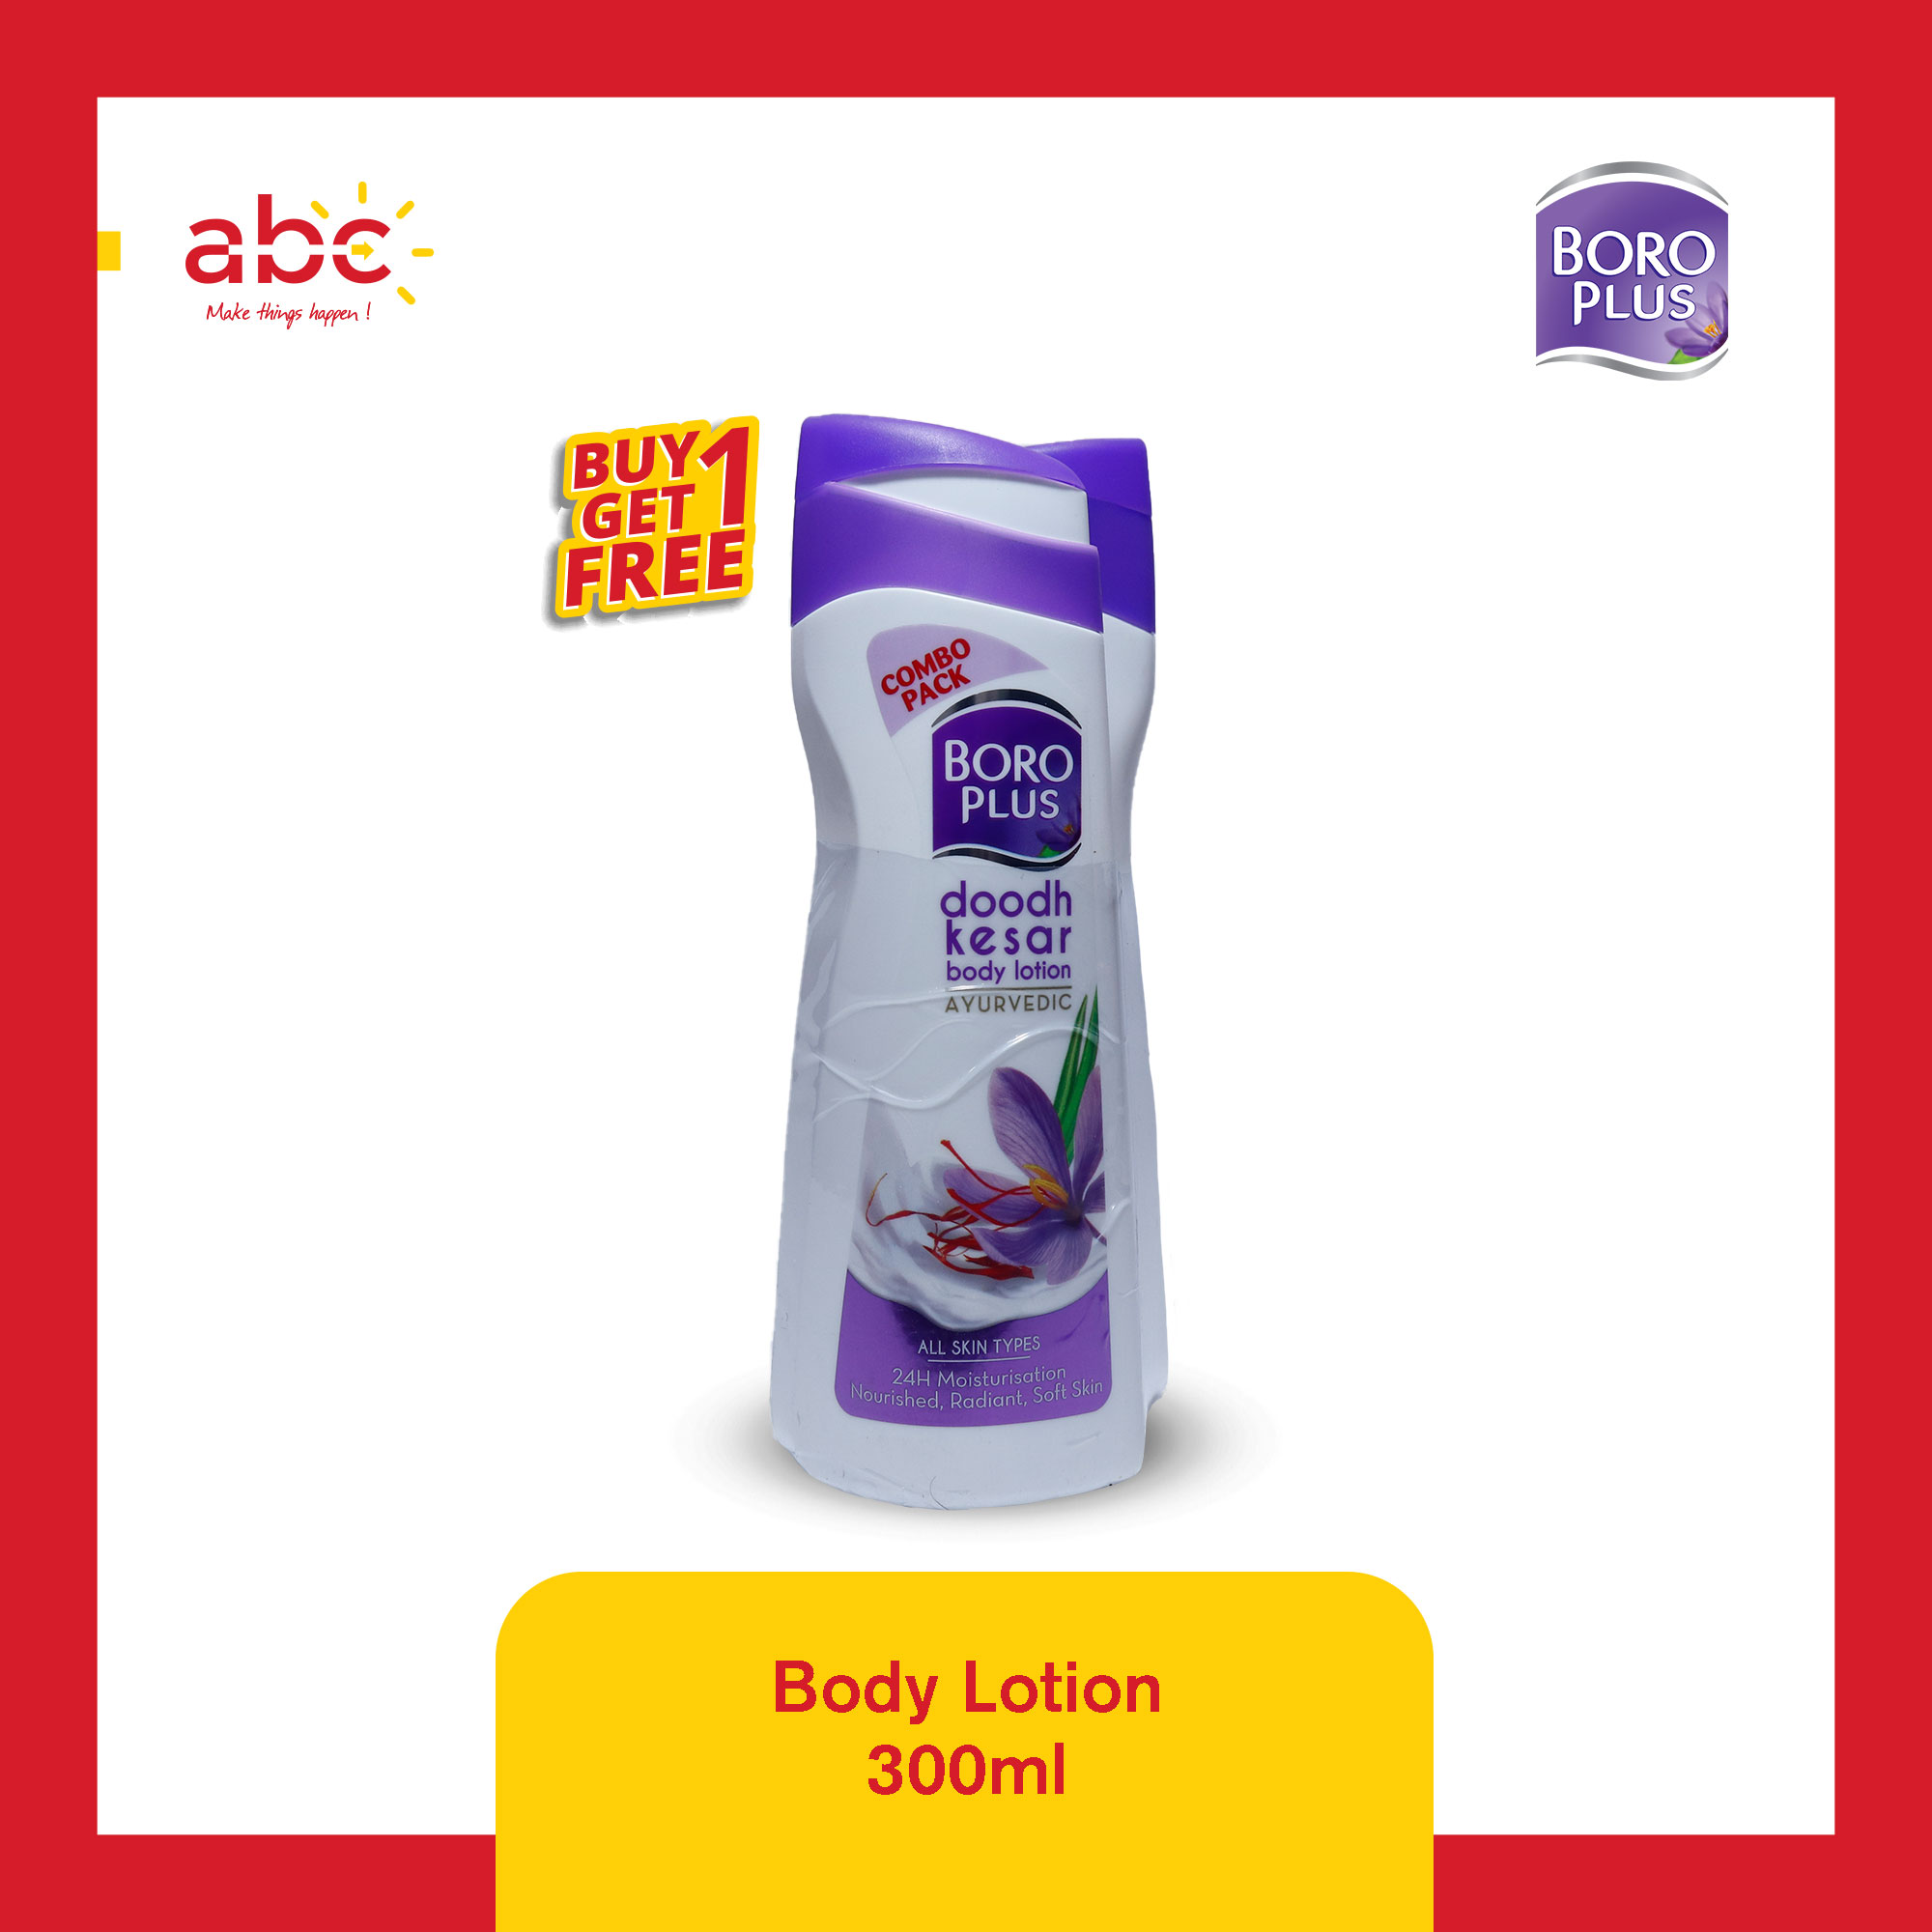 abc
Make things happen !
BORO
PLUS
BUY 1
GET
FREE
COMBO
PACK
BORO
PLUS
doodh
kesar
body lotion
AYURVEDIC
ALL SKIN TYPES
24H Moisturisation
Nourished, Radiant, Soft Skin
Body Lotion
300ml